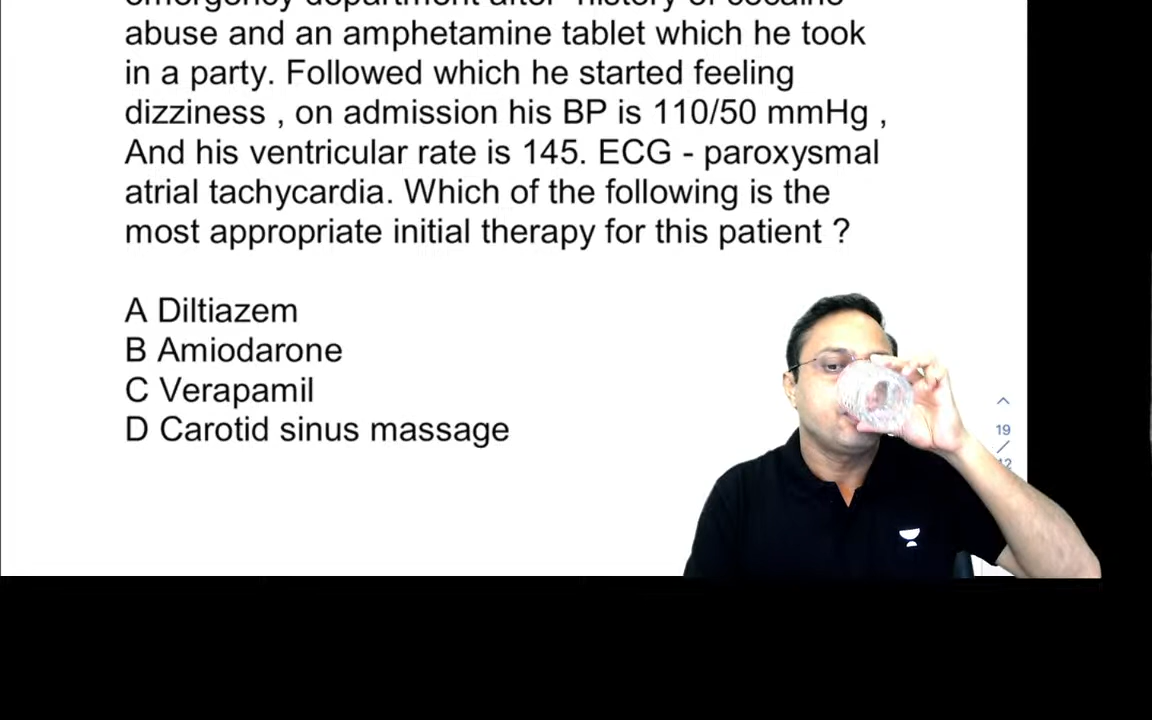 abuse and an amphetamine tablet which he took
in a party. Followed which he started feeling
dizziness , on admission his BP is 110/50 mmHg ,
And his ventricular rate is 145. ECG - paroxysmal
atrial tachycardia. Which of the following is the
most appropriate initial therapy for this patient ?
A Diltiazem
B Amiodarone
C Verapamil
D Carotid sinus massage
19
/